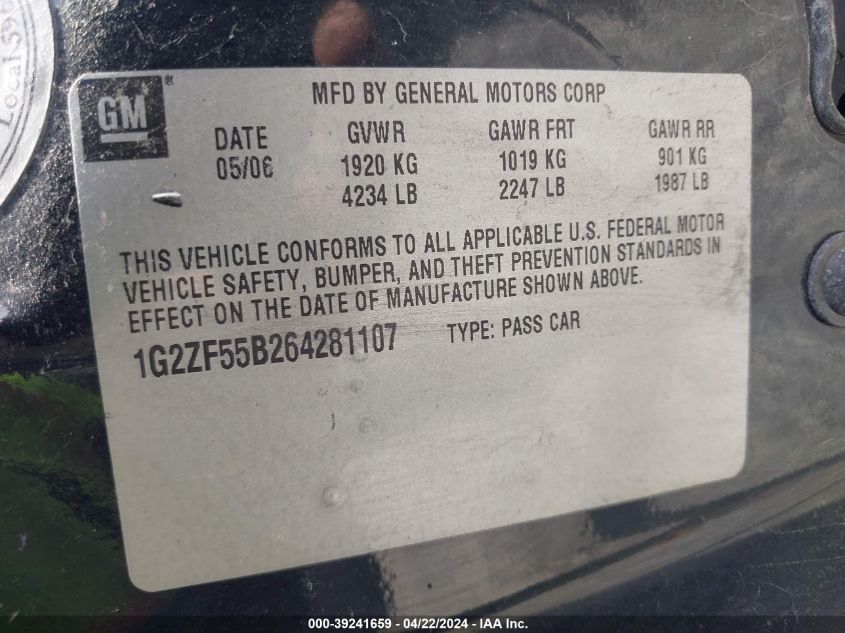 Local 59
GM®
MFD BY GENERAL MOTORS CORP
DATE GVWR GAWR FRT GAWR RR
05/06 1920 KG 1019 KG 901 KG
4234 LB 2247 LB 1987 LB
THIS VEHICLE CONFORMS TO ALL APPLICABLE U.S. FEDERAL MOTOR
VEHICLE SAFETY, BUMPER, AND THEFT PREVENTION STANDARDS IN
EFFECT ON THE DATE OF MANUFACTURE SHOWN ABOVE.
1G2ZF55B264281107 TYPE: PASS CAR
000-39241659 - 04/22/2024 - IAA Inc.